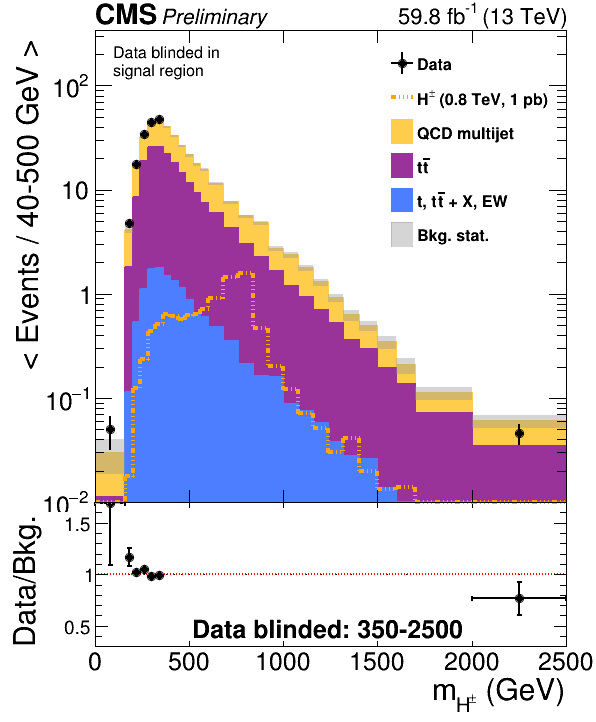 CMS Preliminary 59.8 fb⁻¹ (13 TeV)
Data blinded in
signal region
Data
H± (0.8 TeV, 1 pb)
QCD multijet
tt̄
t, tt̄ + X, EW
Bkg. stat.
< Events / 40-500 GeV >
10²
10
1
10⁻¹
10⁻²
Data/Bkg.
1.5
1
0.5
Data blinded: 350-2500
0 500 1000 1500 2000 2500
m_H± (GeV)